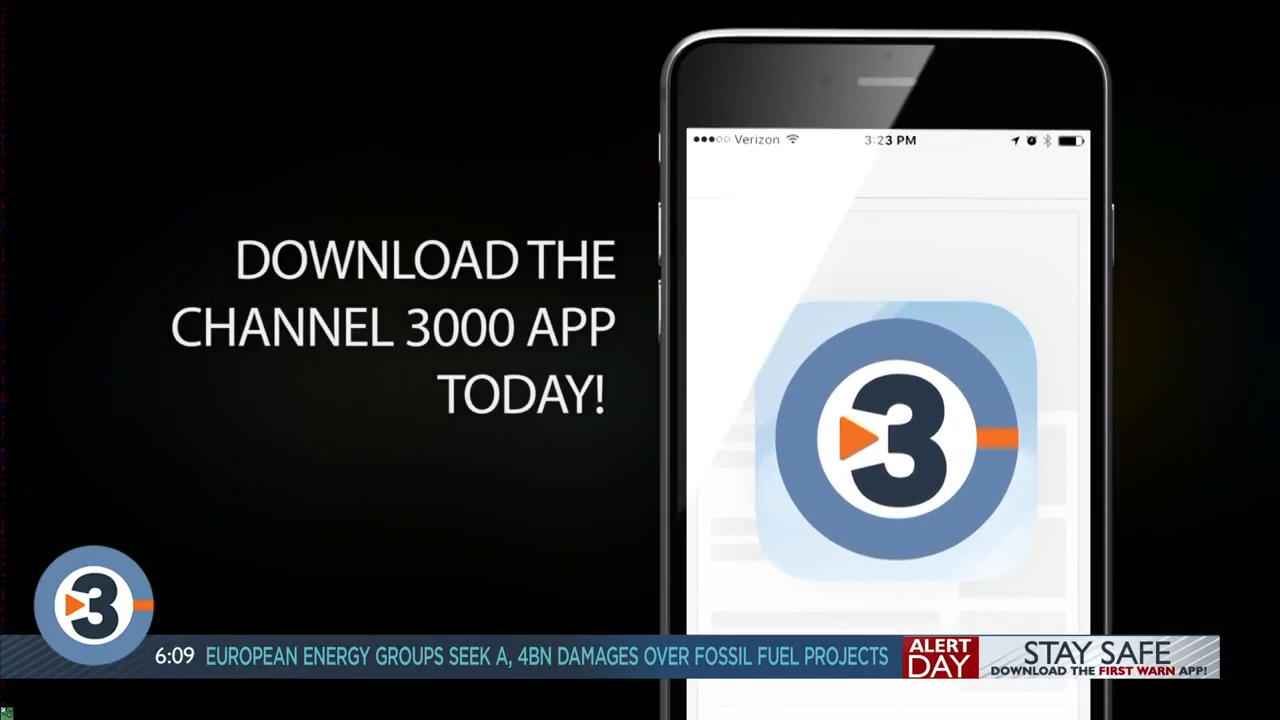 Verizon 3:23 PM
DOWNLOAD THE
CHANNEL 3000 APP
TODAY!
3
3
6:09 EUROPEAN ENERGY GROUPS SEEK A, 4BN DAMAGES OVER FOSSIL FUEL PROJECTS
ALERT
DAY
STAY SAFE
DOWNLOAD THE FIRST WARN APP!